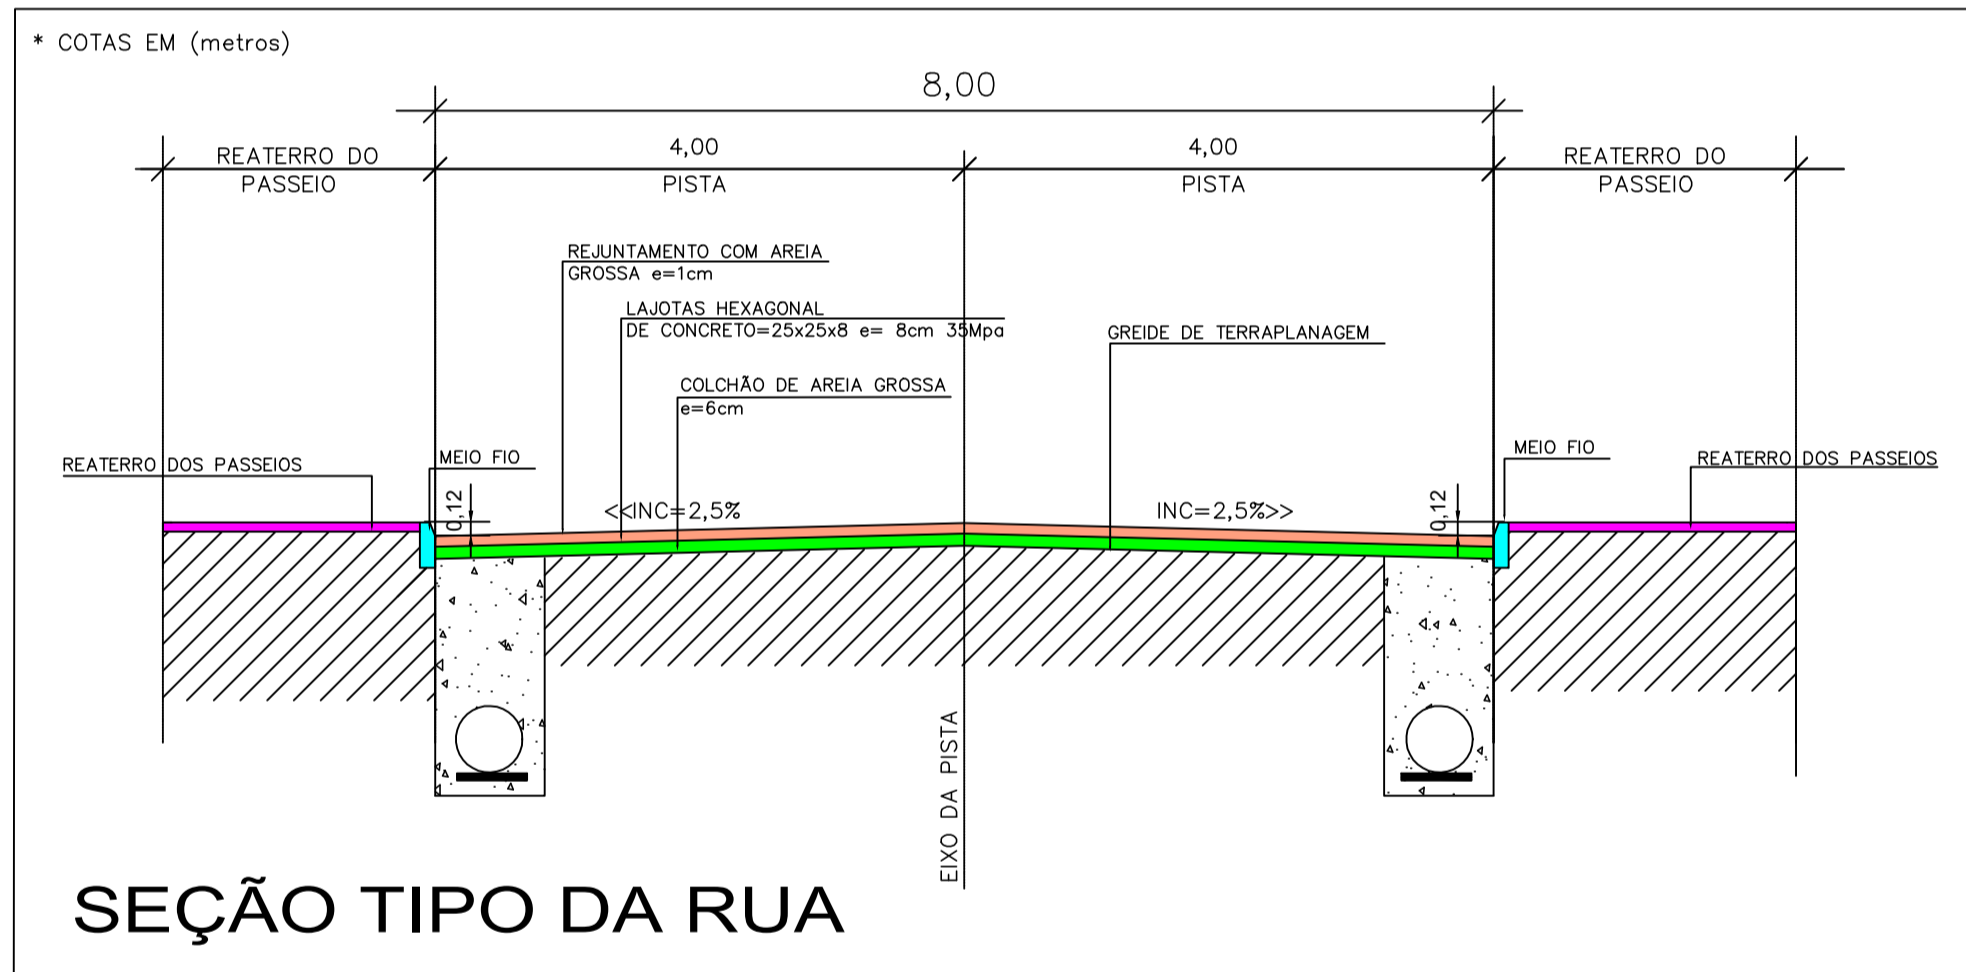 * COTAS EM (metros)
8,00
REATERRO DO
PASSEIO
4,00
PISTA
4,00
PISTA
REATERRO DO
PASSEIO
REJUNTAMENTO COM AREIA
GROSSA e=1cm
LAJOTAS HEXAGONAL
DE CONCRETO=25x25x8 e= 8cm 35Mpa
GREIDE DE TERRAPLANAGEM
COLCHÃO DE AREIA GROSSA
e=6cm
REATERRO DOS PASSEIOS
MEIO FIO
MEIO FIO
REATERRO DOS PASSEIOS
0,12
<<INC=2,5%
INC=2,5%>>
0,12
EIXO DA PISTA
SEÇÃO TIPO DA RUA